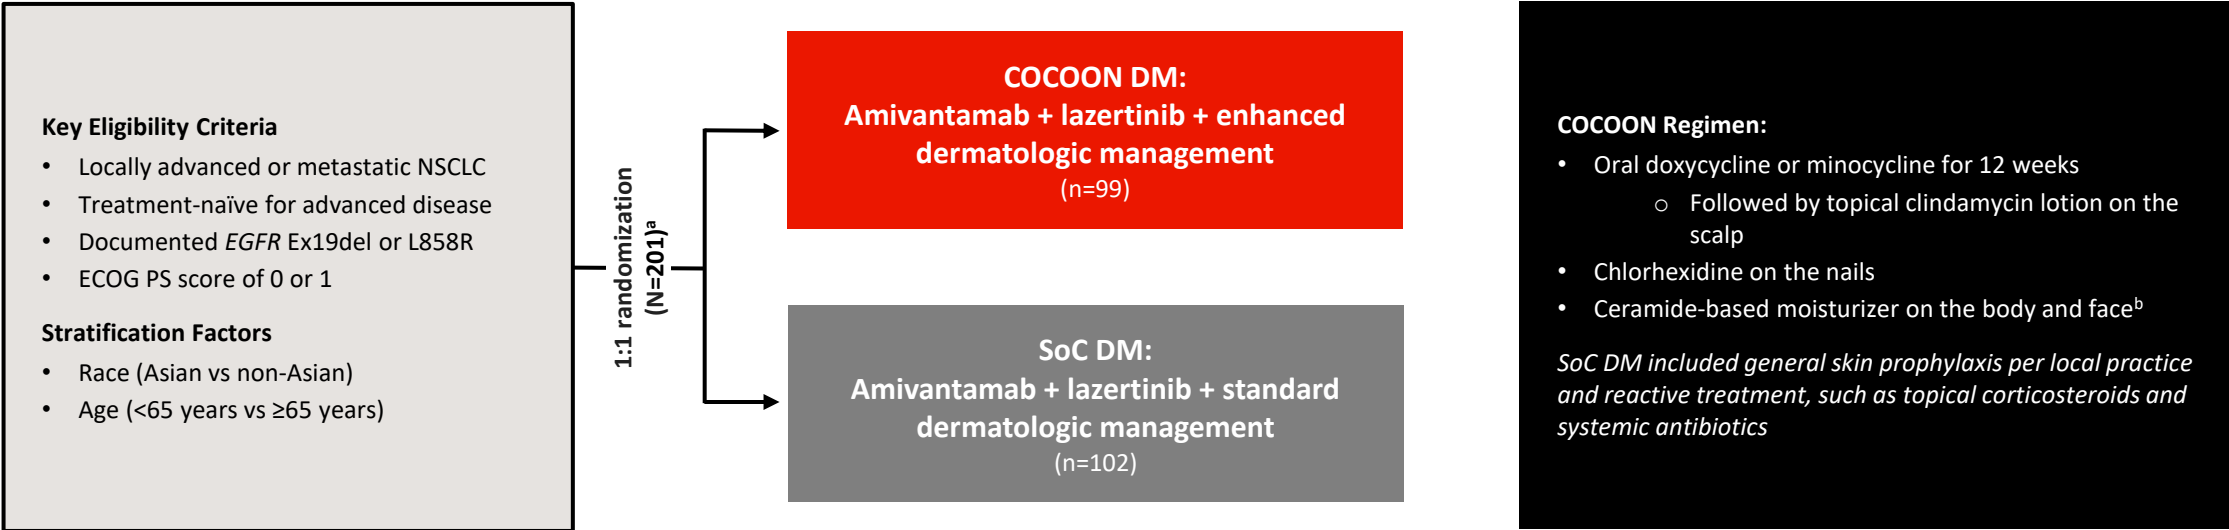 Key Eligibility Criteria
• Locally advanced or metastatic NSCLC
• Treatment-naïve for advanced disease
• Documented EGFR Ex19del or L858R
• ECOG PS score of 0 or 1
Stratification Factors
• Race (Asian vs non-Asian)
• Age (<65 years vs ≥65 years)
1:1 randomization
(N=201)ᵃ
COCOON DM:
Amivantamab + lazertinib + enhanced
dermatologic management
(n=99)
SoC DM:
Amivantamab + lazertinib + standard
dermatologic management
(n=102)
COCOON Regimen:
• Oral doxycycline or minocycline for 12 weeks
o Followed by topical clindamycin lotion on the
scalp
• Chlorhexidine on the nails
• Ceramide-based moisturizer on the body and faceᵇ
SoC DM included general skin prophylaxis per local practice
and reactive treatment, such as topical corticosteroids and
systemic antibiotics